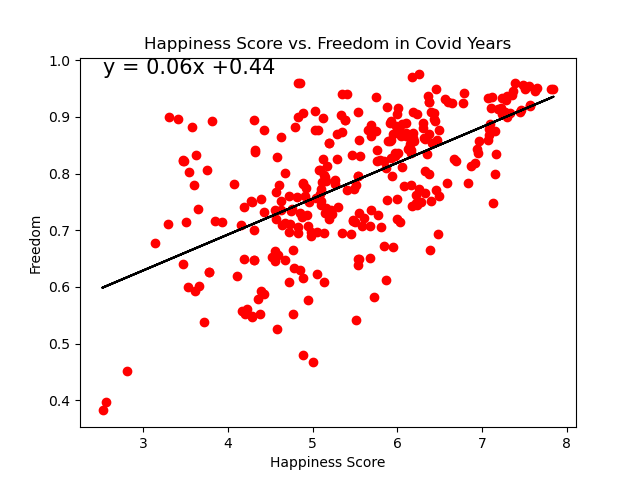 Happiness Score vs. Freedom in Covid Years
y = 0.06x +0.44
1.0
0.9
0.8
0.7
0.6
0.5
0.4
Freedom
3 4 5 6 7 8
Happiness Score